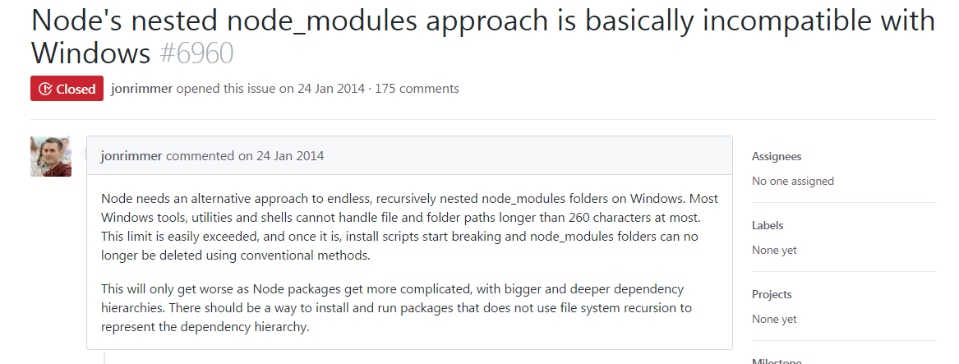 Node's nested node_modules approach is basically incompatible with
Windows #6960
Closed jonrimmer opened this issue on 24 Jan 2014 · 175 comments
jonrimmer commented on 24 Jan 2014
Node needs an alternative approach to endless, recursively nested node_modules folders on Windows. Most
Windows tools, utilities and shells cannot handle file and folder paths longer than 260 characters at most.
This limit is easily exceeded, and once it is, install scripts start breaking and node_modules folders can no
longer be deleted using conventional methods.
This will only get worse as Node packages get more complicated, with bigger and deeper dependency
hierarchies. There should be a way to install and run packages that does not use file system recursion to
represent the dependency hierarchy.
Assignees
No one assigned
Labels
None yet
Projects
None yet
Milestone